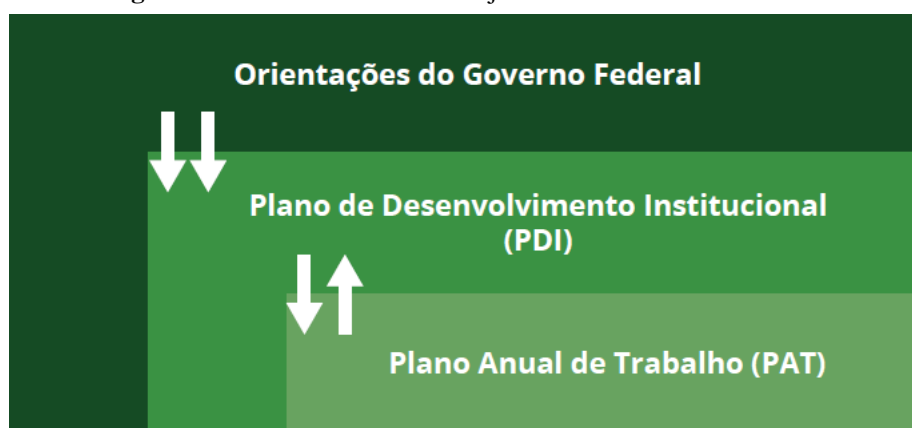 Orientações do Governo Federal
Plano de Desenvolvimento Institucional
(PDI)
Plano Anual de Trabalho (PAT)